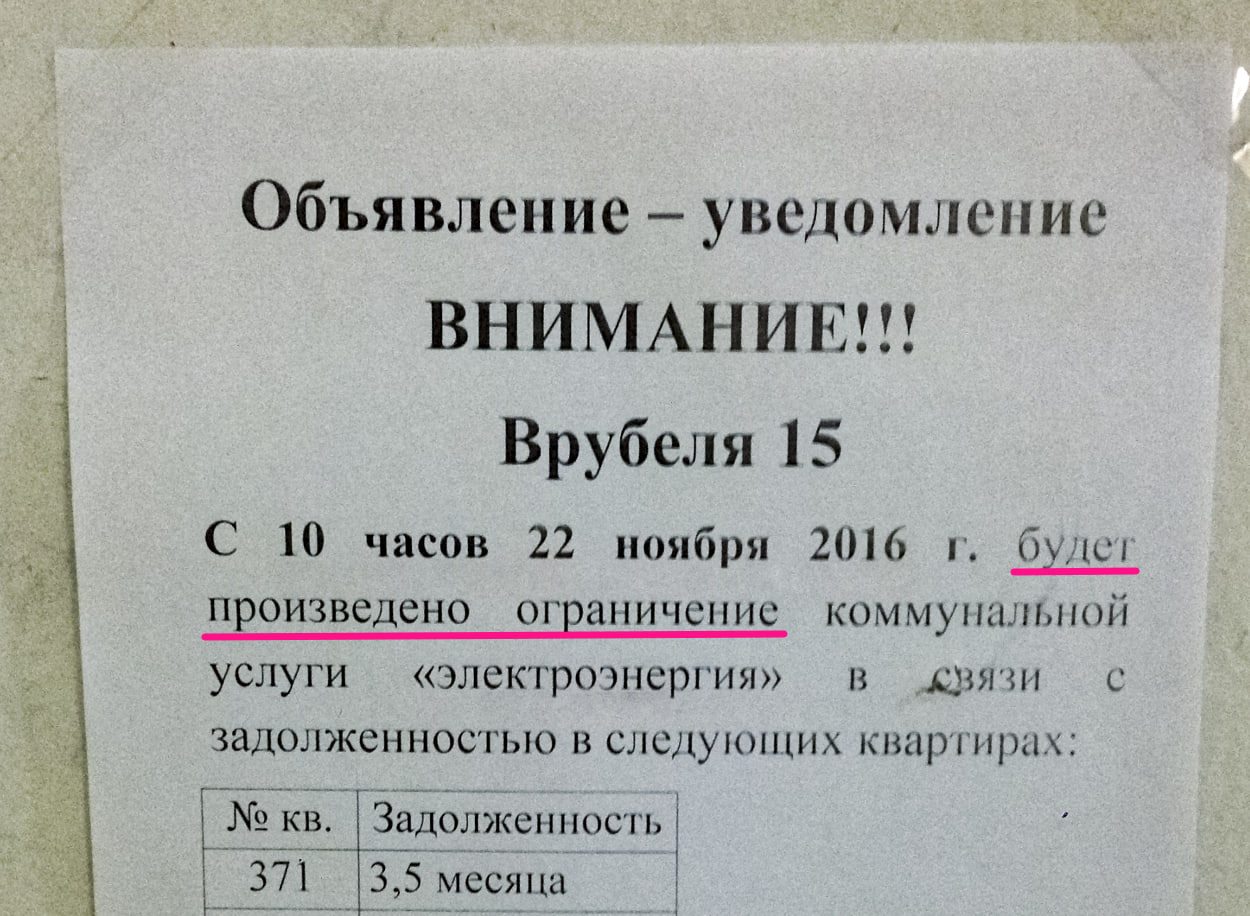 Объявление – уведомление
ВНИМАНИЕ!!!
Врубеля 15
С 10 часов 22 ноября 2016 г. будет
произведено ограничение коммунальной
услуги «электроэнергия» в связи с
задолженностью в следующих квартирах:
№ кв. Задолженность
371 3,5 месяца